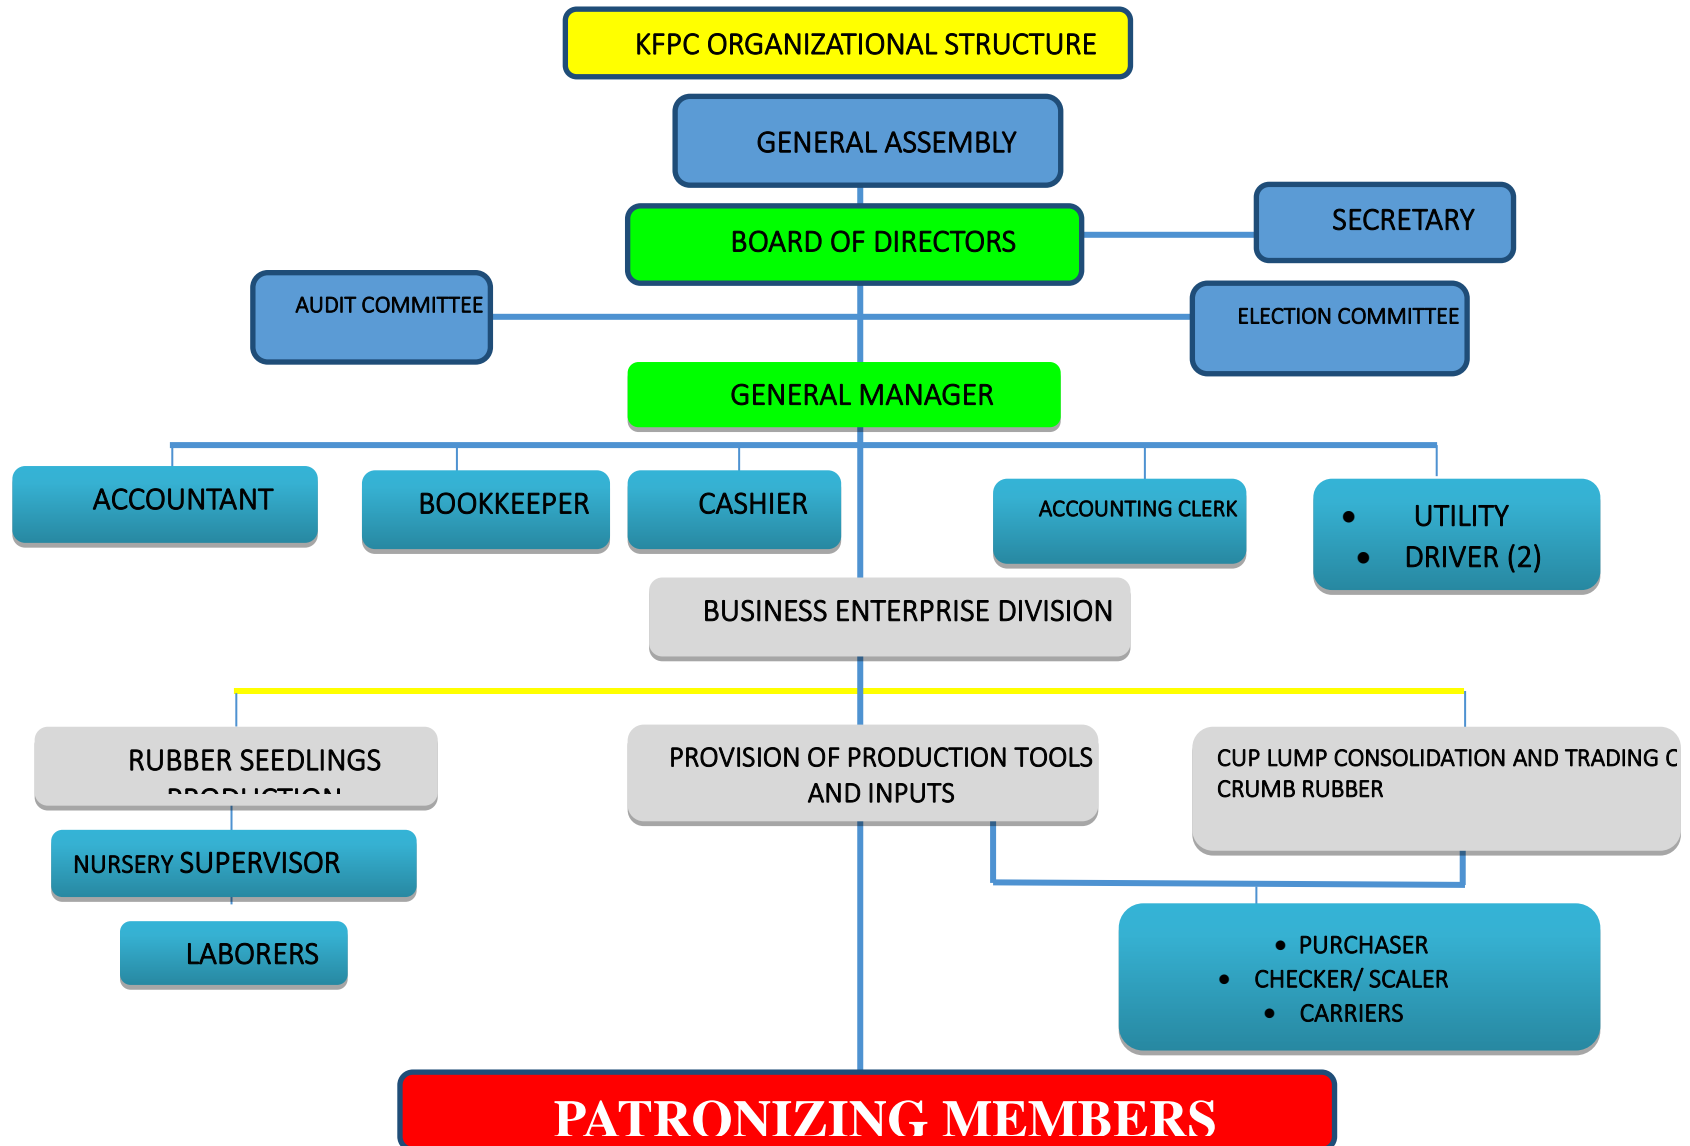 KFPC ORGANIZATIONAL STRUCTURE
GENERAL ASSEMBLY
BOARD OF DIRECTORS
SECRETARY
AUDIT COMMITTEE
ELECTION COMMITTEE
GENERAL MANAGER
ACCOUNTANT
BOOKKEEPER
CASHIER
ACCOUNTING CLERK
• UTILITY
• DRIVER (2)
BUSINESS ENTERPRISE DIVISION
RUBBER SEEDLINGS
PRODUCTION
PROVISION OF PRODUCTION TOOLS
AND INPUTS
CUP LUMP CONSOLIDATION AND TRADING C
CRUMB RUBBER
NURSERY SUPERVISOR
LABORERS
• PURCHASER
• CHECKER/ SCALER
• CARRIERS
PATRONIZING MEMBERS